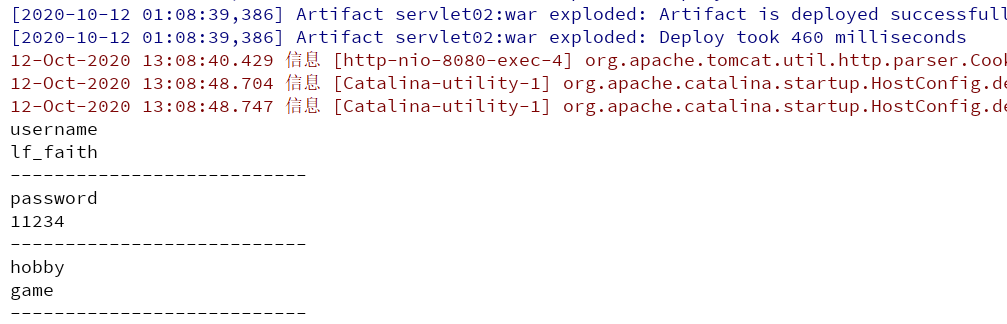 [2020-10-12 01:08:39,386] Artifact servlet02:war exploded: Artifact is deployed successfull
[2020-10-12 01:08:39,386] Artifact servlet02:war exploded: Deploy took 460 milliseconds
12-Oct-2020 13:08:40.429 信息 [http-nio-8080-exec-4] org.apache.tomcat.util.http.parser.Cook
12-Oct-2020 13:08:48.704 信息 [Catalina-utility-1] org.apache.catalina.startup.HostConfig.de
12-Oct-2020 13:08:48.747 信息 [Catalina-utility-1] org.apache.catalina.startup.HostConfig.de
username
lf_faith
---------------------------
password
11234
---------------------------
hobby
game
---------------------------